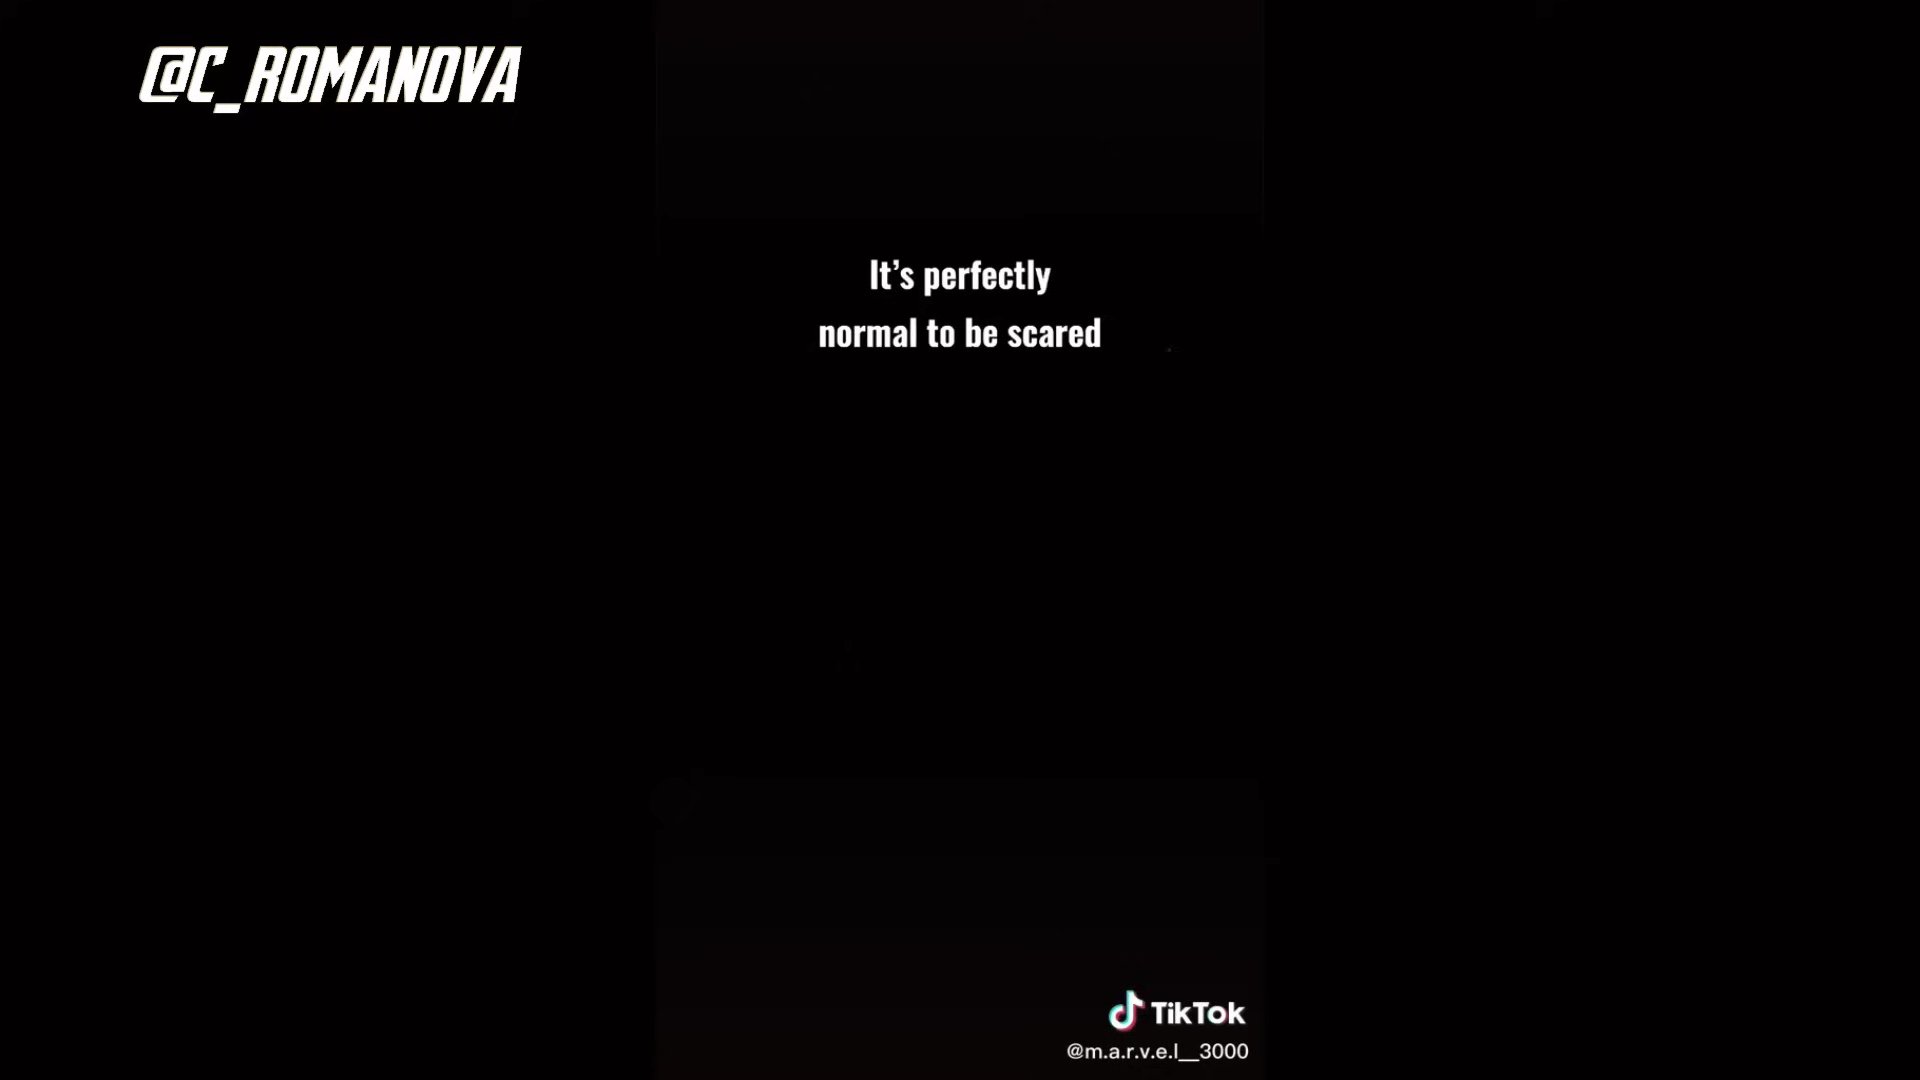 @C_ROMANOVA
It's perfectly
normal to be scared
TikTok
@m.a.r.v.e.l__3000